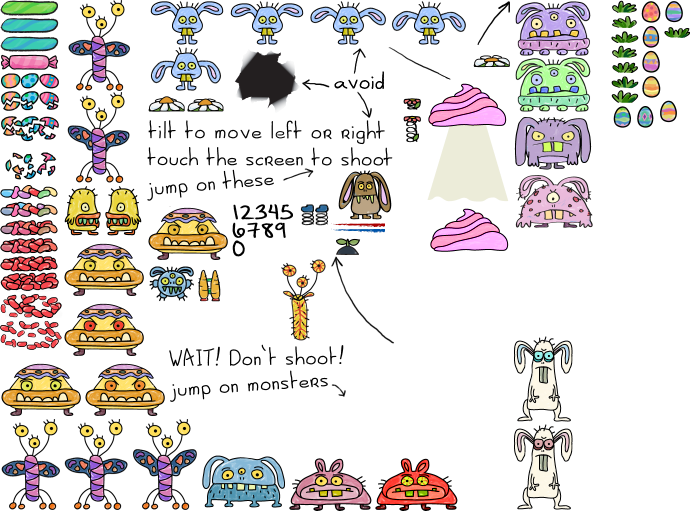 avoid
tilt to move left or right
touch the screen to shoot
jump on these
12345
6789
0
WAIT! Don't shoot!
jump on monsters